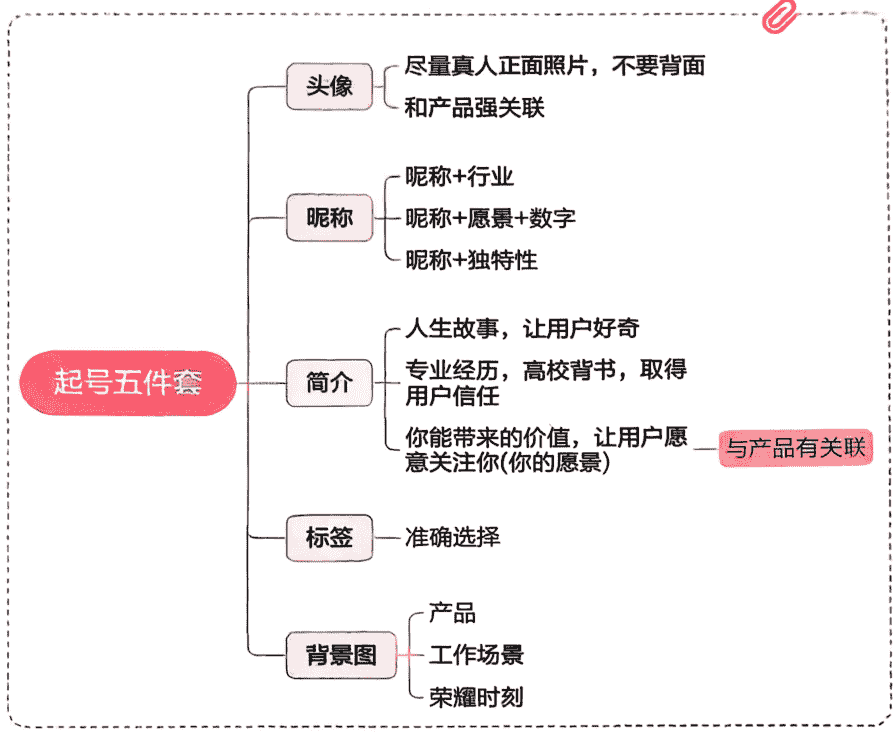 起号五件套
头像
尽量真人正面照片，不要背面
和产品强关联
昵称
昵称+行业
昵称+愿景+数字
昵称+独特性
简介
人生故事，让用户好奇
专业经历，高校背书，取得
用户信任
你能带来的价值，让用户愿
意关注你(你的愿景)
与产品有关联
标签
准确选择
背景图
产品
工作场景
荣耀时刻